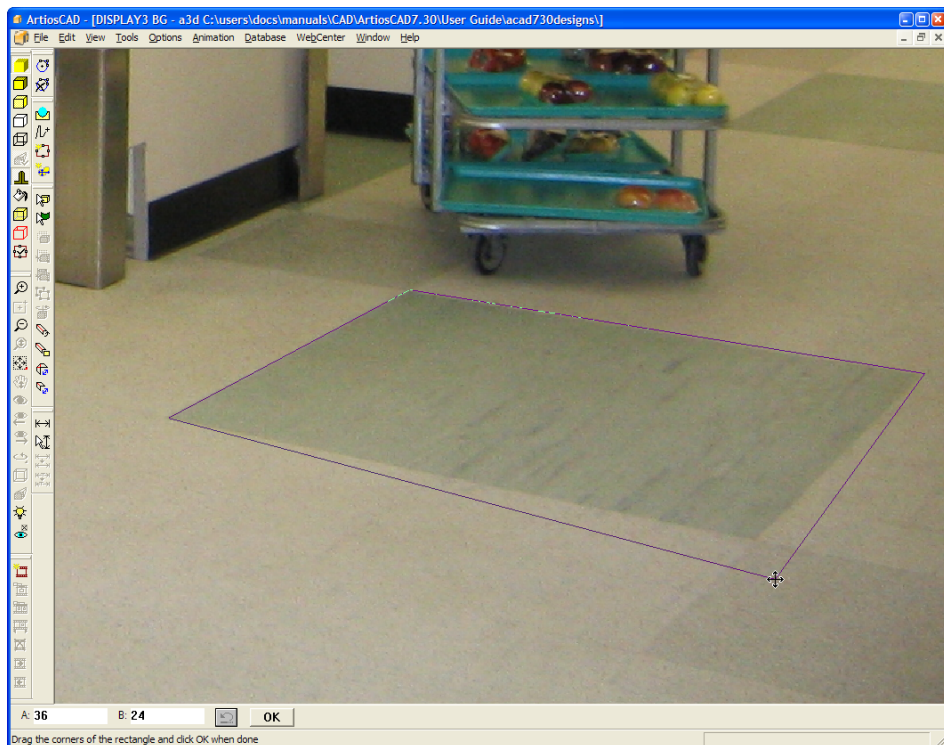 ArtiosCAD - [DISPLAY3 BG - a3d C:\users\docs\manuals\CAD\ArtiosCAD7.30\User Guide\acad730designs\]
File Edit View Tools Options Animation Database WebCenter Window Help
A: 36 B: 24 OK
Drag the corners of the rectangle and click OK when done